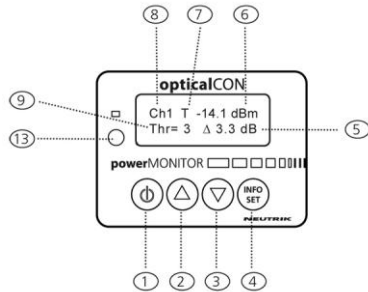 8 7 6
opticalCON
9 Ch1 T -14.1 dBm
Thr= 3 Δ 3.3 dB 5
13
powerMONITOR
INFO
SET
NEUTRIK
1 2 3 4